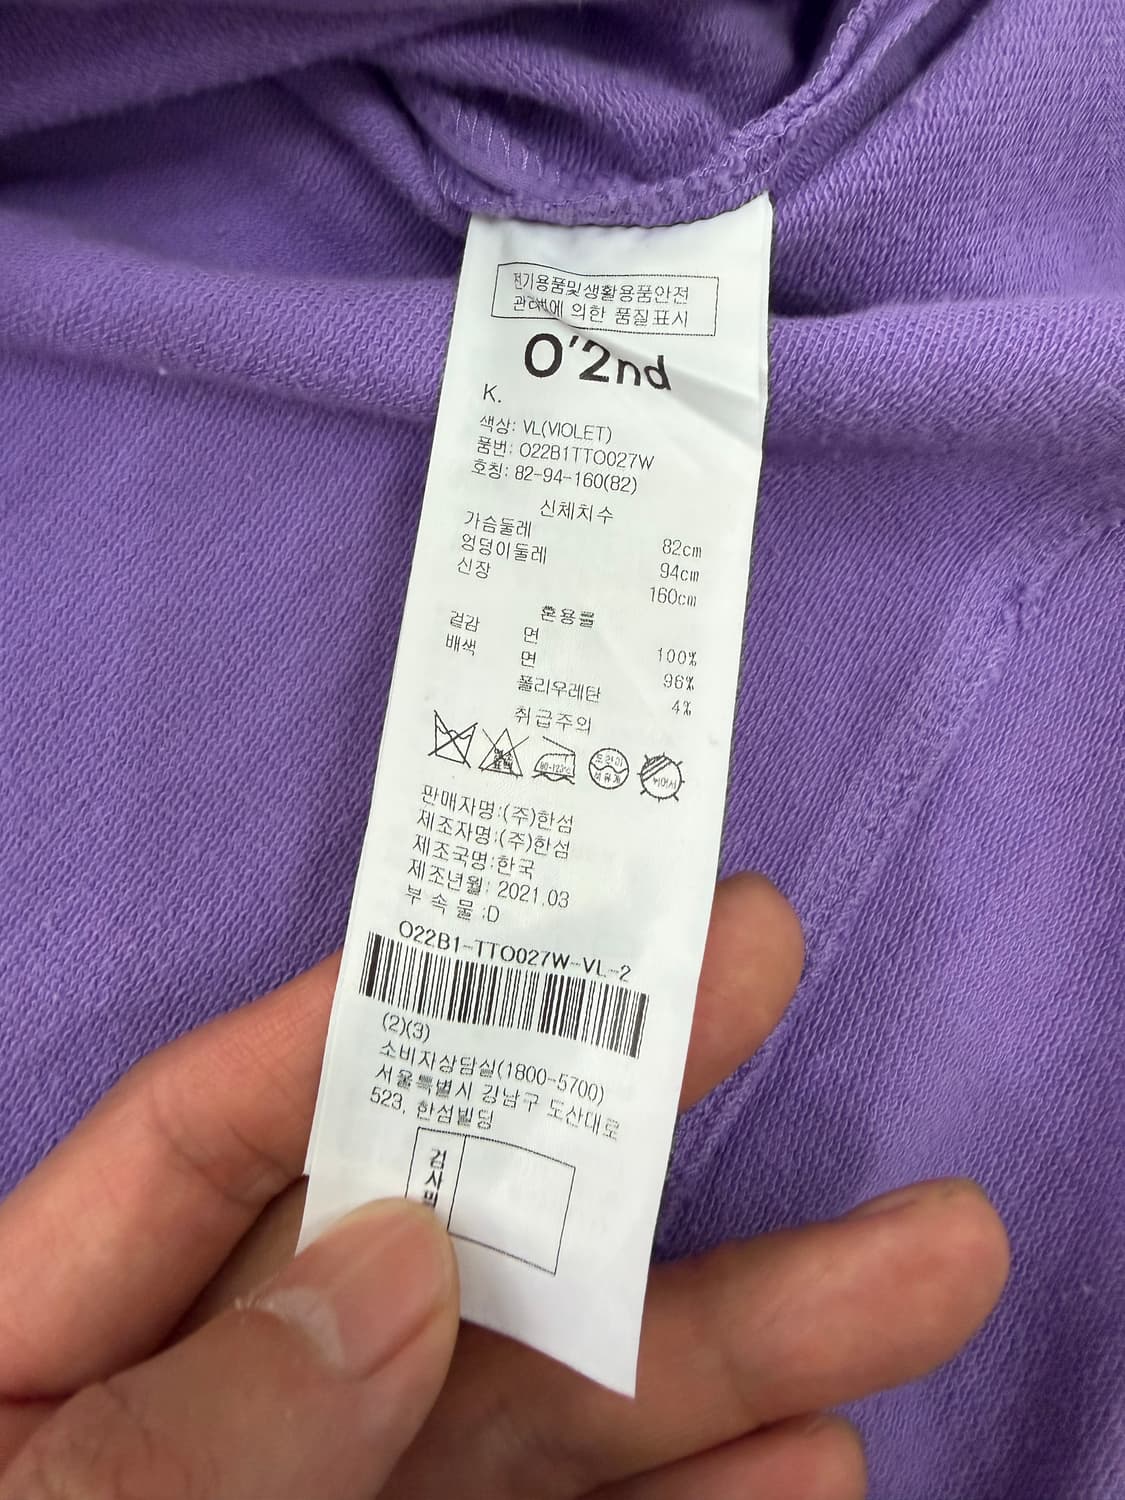 전기용품및생활용품안전
관리법에 의한 품질표시
O'2nd
K.
색상: VL(VIOLET)
품번: O22B1TTO027W
호칭: 82-94-160(82)
신체치수
가슴둘레 82cm
엉덩이둘레 94cm
신장 160cm
혼용률
겉감 면 100%
배색 면 96%
폴리우레탄 4%
취급주의
판매자명:(주)한섬
제조자명:(주)한섬
제조국명:한국
제조년월: 2021.03
부 속 물 :D
O22B1-TTO027W-VL-2
(2)(3)
소비자상담실(1800-5700)
서울특별시 강남구 도산대로
523, 한섬빌딩
검사